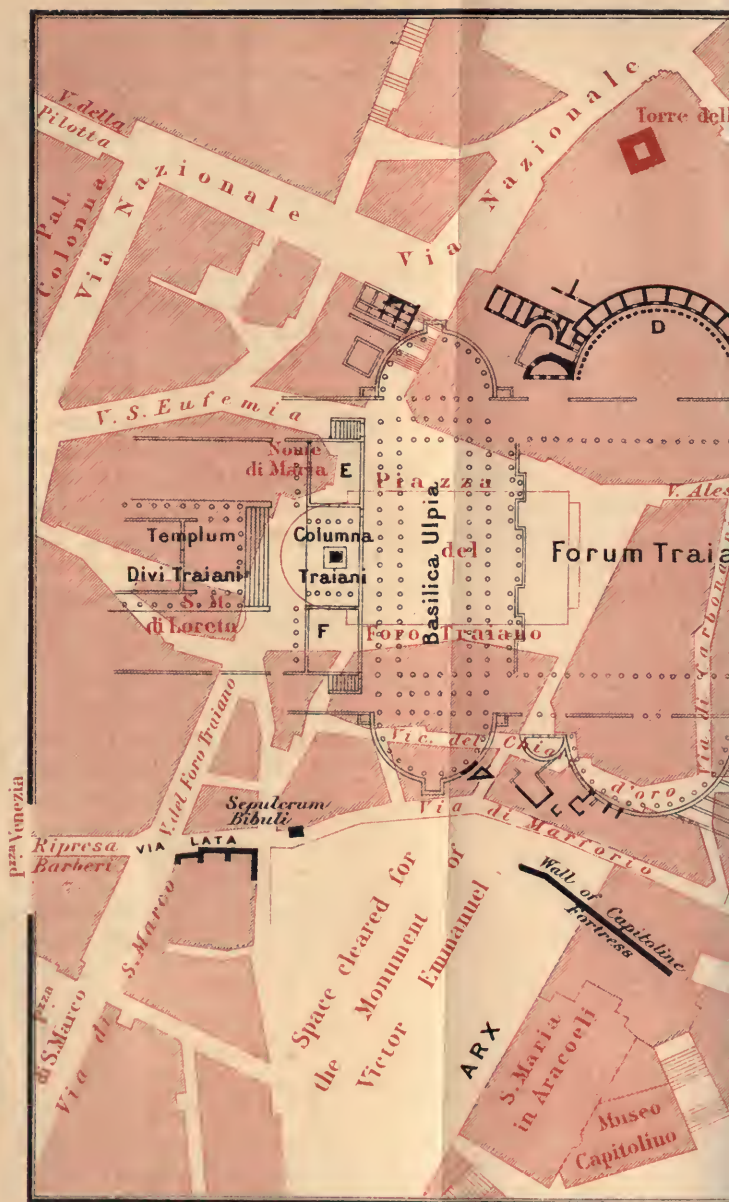 V. della
Pilotta
Pal.
Colonna
Via Nazionale
Via Nazionale
Torre dell
D
V. S. Eufemia
Nome
di Maria
E
Piazza
V. Ales
Templum
Divi Traiani
Columna
Traiani
Basilica Ulpia
del
Forum Traia
S. M.
di Loreto
F
Foro Traiano
Via di Carbona
V. del Foro Traiano
Vic. del Chia
d'oro
Sepulcrum
Bibuli
Via di Marforio
pzza Venezia
Ripresa
Barberi
VIA LATA
Wall of Capitoline
Fortress
Space cleared for
the Monument of
Victor Emmanuel
ARX
S. Maria
in Aracoeli
Museo
Capitolino
pzza
di S. Marco
Via di S. Marco